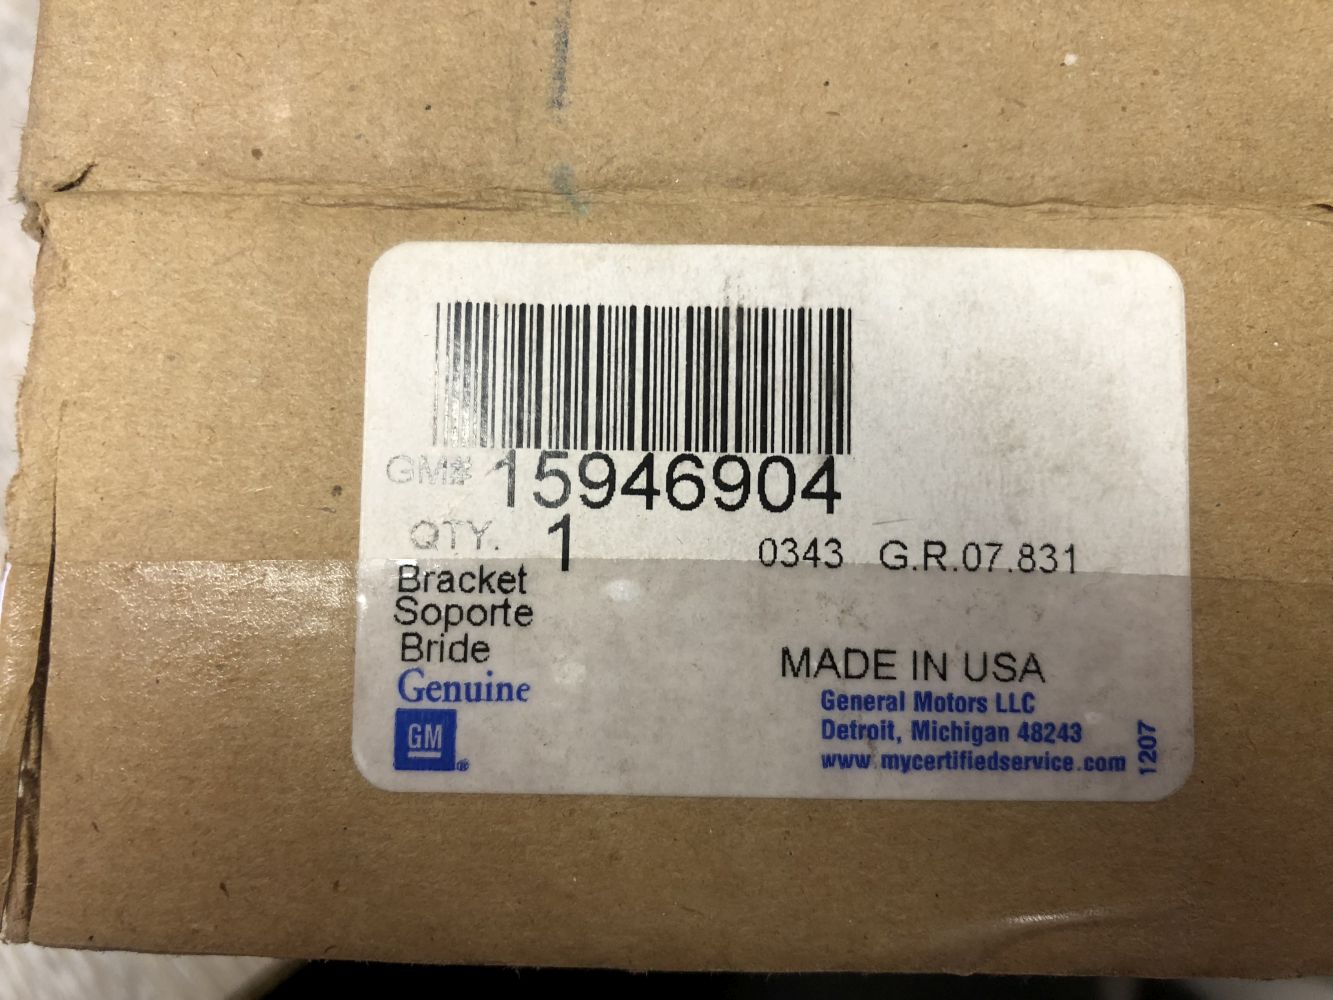 GM# 15946904
QTY. 1
0343 G.R.07.831
Bracket
Soporte
Bride
MADE IN USA
Genuine
GM®
General Motors LLC
Detroit, Michigan 48243
www.mycertifiedservice.com
1207